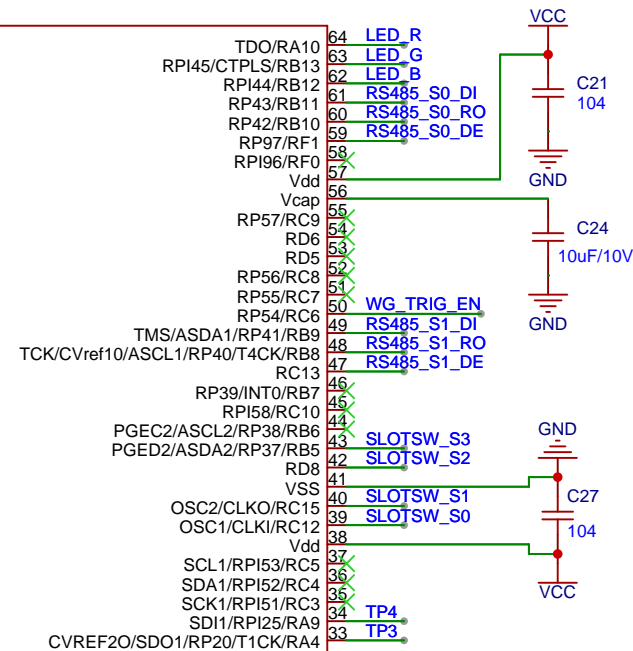 VCC
64 LED_R
TDO/RA10
63 LED_G
RPI45/CTPLS/RB13
62 LED_B
RPI44/RB12
61 RS485_S0_DI
RP43/RB11
60 RS485_S0_RO
RP42/RB10
59 RS485_S0_DE
RP97/RF1
58
RPI96/RF0
57
Vdd
C21
104
GND
56
Vcap
55
RP57/RC9
54
RD6
53
RD5
52
RP56/RC8
51
RP55/RC7
C24
10uF/10V
GND
50 WG_TRIG_EN
RP54/RC6
49 RS485_S1_DI
TMS/ASDA1/RP41/RB9
48 RS485_S1_RO
TCK/CVref10/ASCL1/RP40/T4CK/RB8
47 RS485_S1_DE
RC13
46
RP39/INT0/RB7
45
RPI58/RC10
44
PGEC2/ASCL2/RP38/RB6
43 SLOTSW_S3
PGED2/ASDA2/RP37/RB5
42 SLOTSW_S2
RD8
41
VSS
GND
C27
104
VCC
40 SLOTSW_S1
OSC2/CLKO/RC15
39 SLOTSW_S0
OSC1/CLKI/RC12
38
Vdd
37
SCL1/RPI53/RC5
36
SDA1/RPI52/RC4
35
SCK1/RPI51/RC3
34 TP4
SDI1/RPI25/RA9
33 TP3
CVREF2O/SDO1/RP20/T1CK/RA4